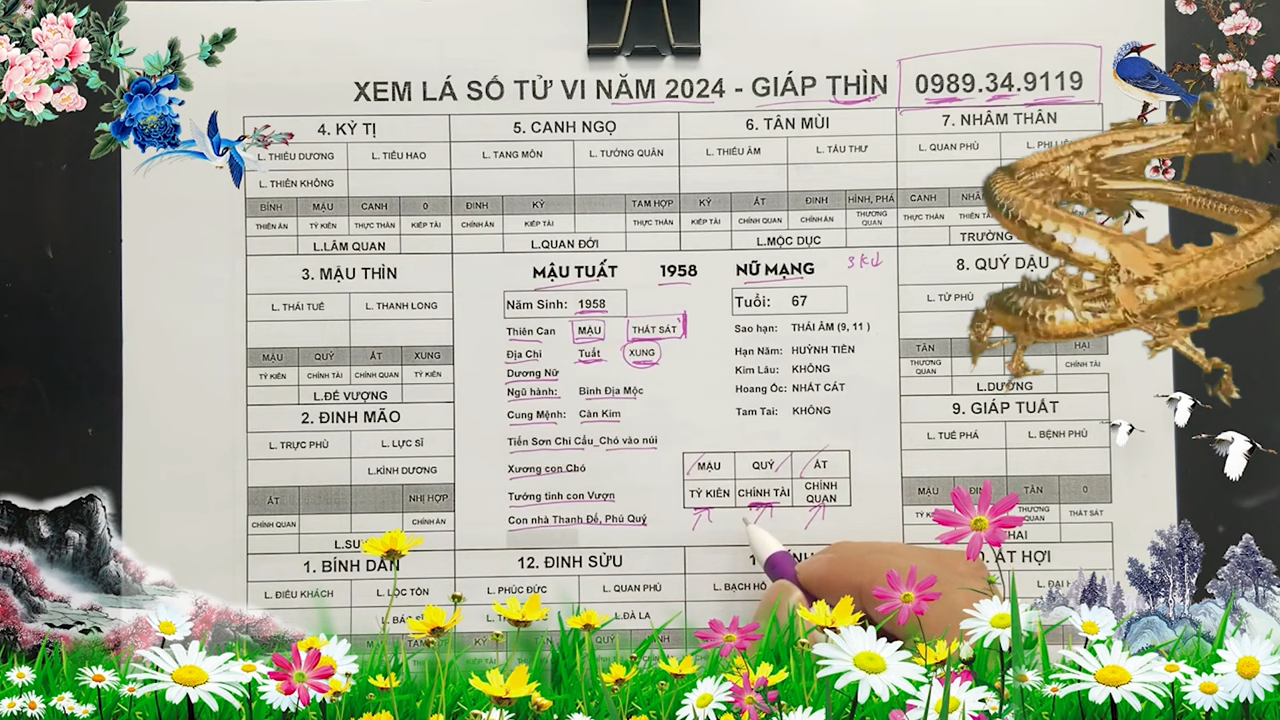 XEM LÁ SỐ TỬ VI NĂM 2024 - GIÁP THÌN 0989.34.9119
4. KỶ TỊ 5. CANH NGỌ 6. TÂN MÙI 7. NHÂM THÂN
L. THIẾU DƯƠNG L. TIÊU HAO L. TANG MÔN L. TƯỚNG QUÂN L. THIẾU ÂM L. TẤU THƯ L. QUAN PHÙ
L. THIÊN KHÔNG
BÍNH MẬU CANH 0 ĐINH KỶ TAM HỢP KỶ ẤT ĐINH HÌNH, PHÁ CANH
THIÊN ẤN TỶ KIÊN THỰC THẦN KIẾP TÀI CHÍNH ẤN KIẾP TÀI THỰC THẦN KIẾP TÀI CHÍNH QUAN CHÍNH ẤN THƯƠNG QUAN THỰC THẦN
L.LÂM QUAN L.QUAN ĐỚI L.MỘC DỤC TRƯỜNG
3. MẬU THÌN MẬU TUẤT 1958 NỮ MẠNG 8. QUÝ DẬU
L. THÁI TUẾ L. THANH LONG Năm Sinh: 1958 Tuổi: 67 L. TỬ PHÙ
Thiên Can MẬU THẤT SÁT Sao hạn: THÁI ÂM (9, 11)
MẬU QUÝ ẤT XUNG Địa Chi Tuất XUNG Hạn Năm: HUỲNH TIỀN TÂN HẠI
TỶ KIÊN CHÍNH TÀI CHÍNH QUAN TỶ KIÊN Dương Nữ Kim Lâu: KHÔNG THƯƠNG QUAN CHÍNH TÀI
L.ĐẾ VƯỢNG Ngũ hành: Bình Địa Mộc Hoang Ốc: NHẤT CÁT L.DƯỠNG
2. ĐINH MÃO Cung Mệnh: Càn Kim Tam Tai: KHÔNG 9. GIÁP TUẤT
L. TRỰC PHÙ L. LỰC SĨ Tiến Sơn Chi Cẩu_Chó vào núi L. TUẾ PHÁ L. BỆNH PHÙ
L.KÌNH DƯƠNG Xương con Chó MẬU QUÝ ẤT
ẤT NHỊ HỢP Tướng tinh con Vượn TỶ KIÊN CHÍNH TÀI CHÍNH QUAN MẬU TÂN 0
CHÍNH QUAN CHÍNH ẤN Con nhà Thanh Đế, Phú Quý THẤT SÁT
1. BÍNH DẦN 12. ĐINH SỬU ẤT HỢI
L. ĐIẾU KHÁCH L. LỘC TỒN L. PHÚC ĐỨC L. QUAN PHỦ L. BẠCH HỔ
L.ĐÀ LA